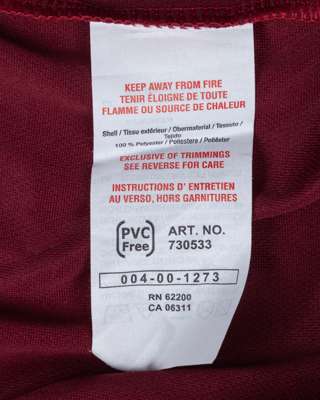 KEEP AWAY FROM FIRE
TENIR ÉLOIGNE DE TOUTE
FLAMME OU SOURCE DE CHALEUR
Shell / Tissu extérieur / Obermaterial / Tessuto /
Tejido
100 % Polyester / Poliestere / Poliéster
EXCLUSIVE OF TRIMMINGS
SEE REVERSE FOR CARE
INSTRUCTIONS D' ENTRETIEN
AU VERSO, HORS GARNITURES
PVC Free
ART. NO.
730533
004-00-1273
RN 62200
CA 06311